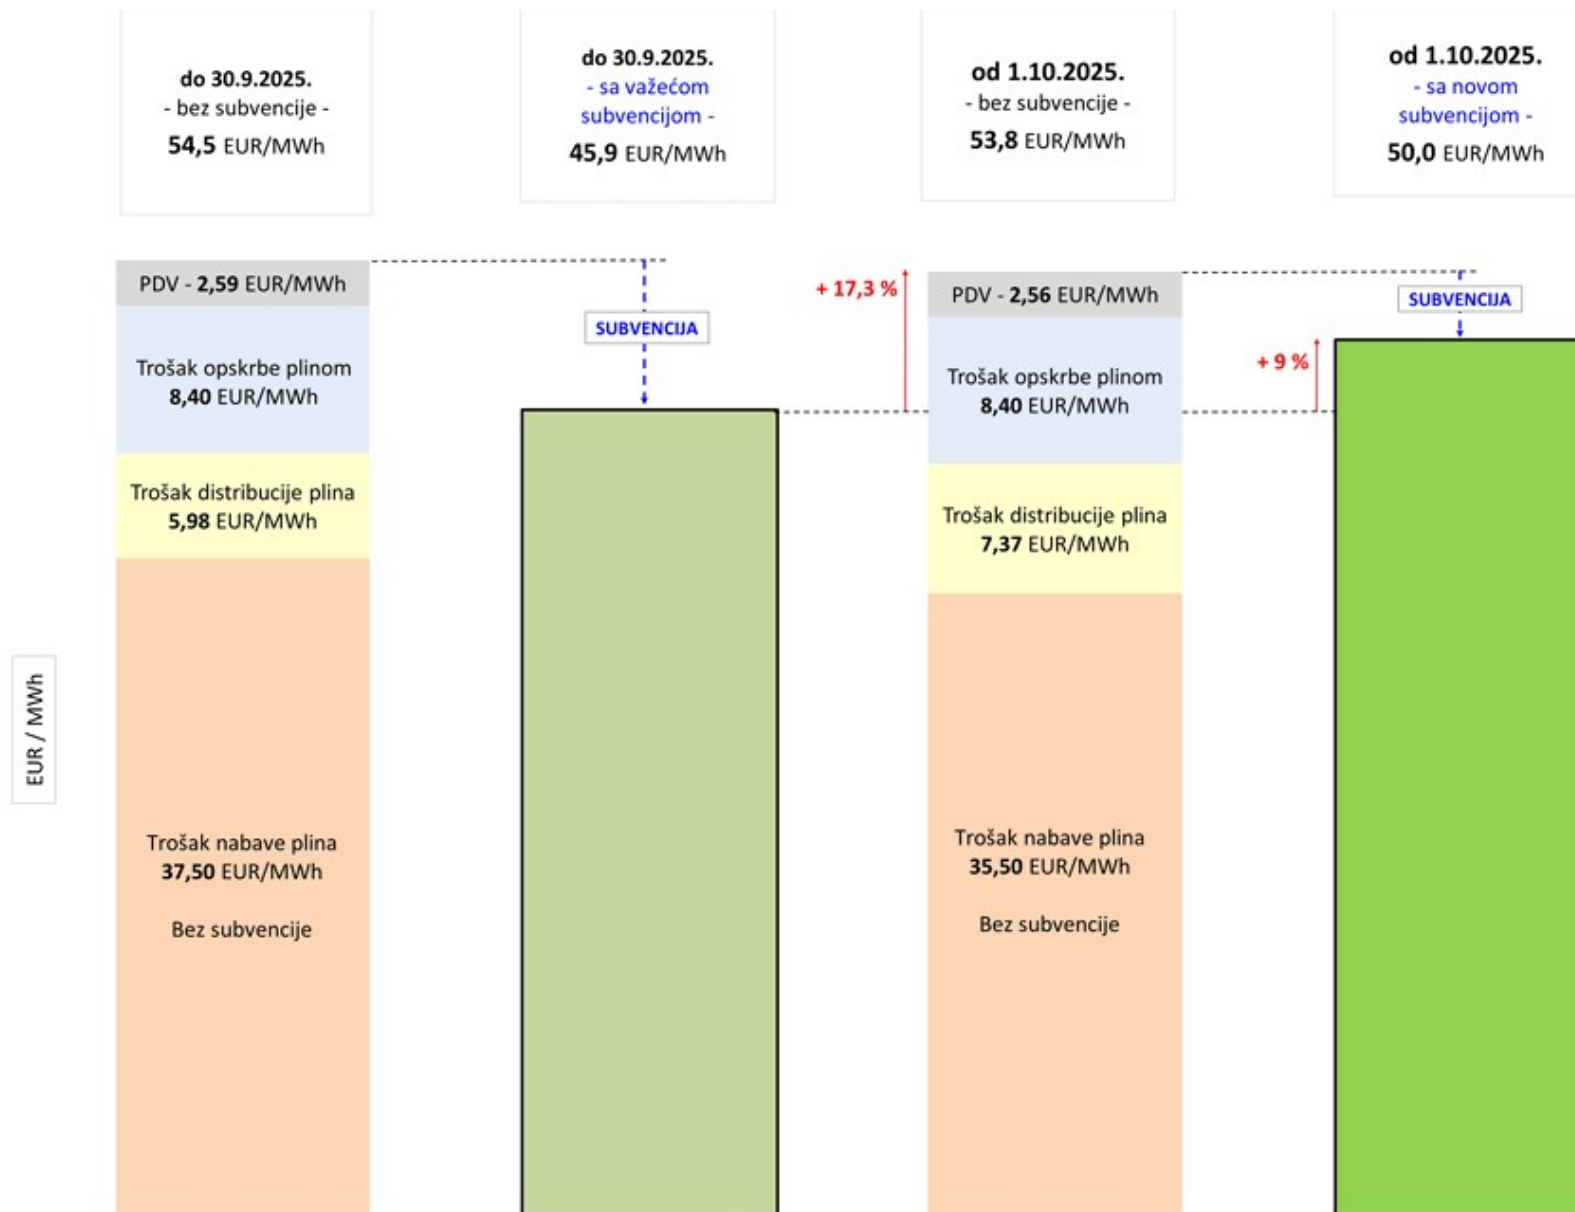 do 30.9.2025.
- bez subvencije -
54,5 EUR/MWh
do 30.9.2025.
- sa važećom
subvencijom -
45,9 EUR/MWh
od 1.10.2025.
- bez subvencije -
53,8 EUR/MWh
od 1.10.2025.
- sa novom
subvencijom -
50,0 EUR/MWh
PDV - 2,59 EUR/MWh
Trošak opskrbe plinom
8,40 EUR/MWh
Trošak distribucije plina
5,98 EUR/MWh
Trošak nabave plina
37,50 EUR/MWh
Bez subvencije
SUBVENCIJA
+ 17,3 %
PDV - 2,56 EUR/MWh
Trošak opskrbe plinom
8,40 EUR/MWh
Trošak distribucije plina
7,37 EUR/MWh
Trošak nabave plina
35,50 EUR/MWh
Bez subvencije
+ 9 %
SUBVENCIJA
EUR / MWh